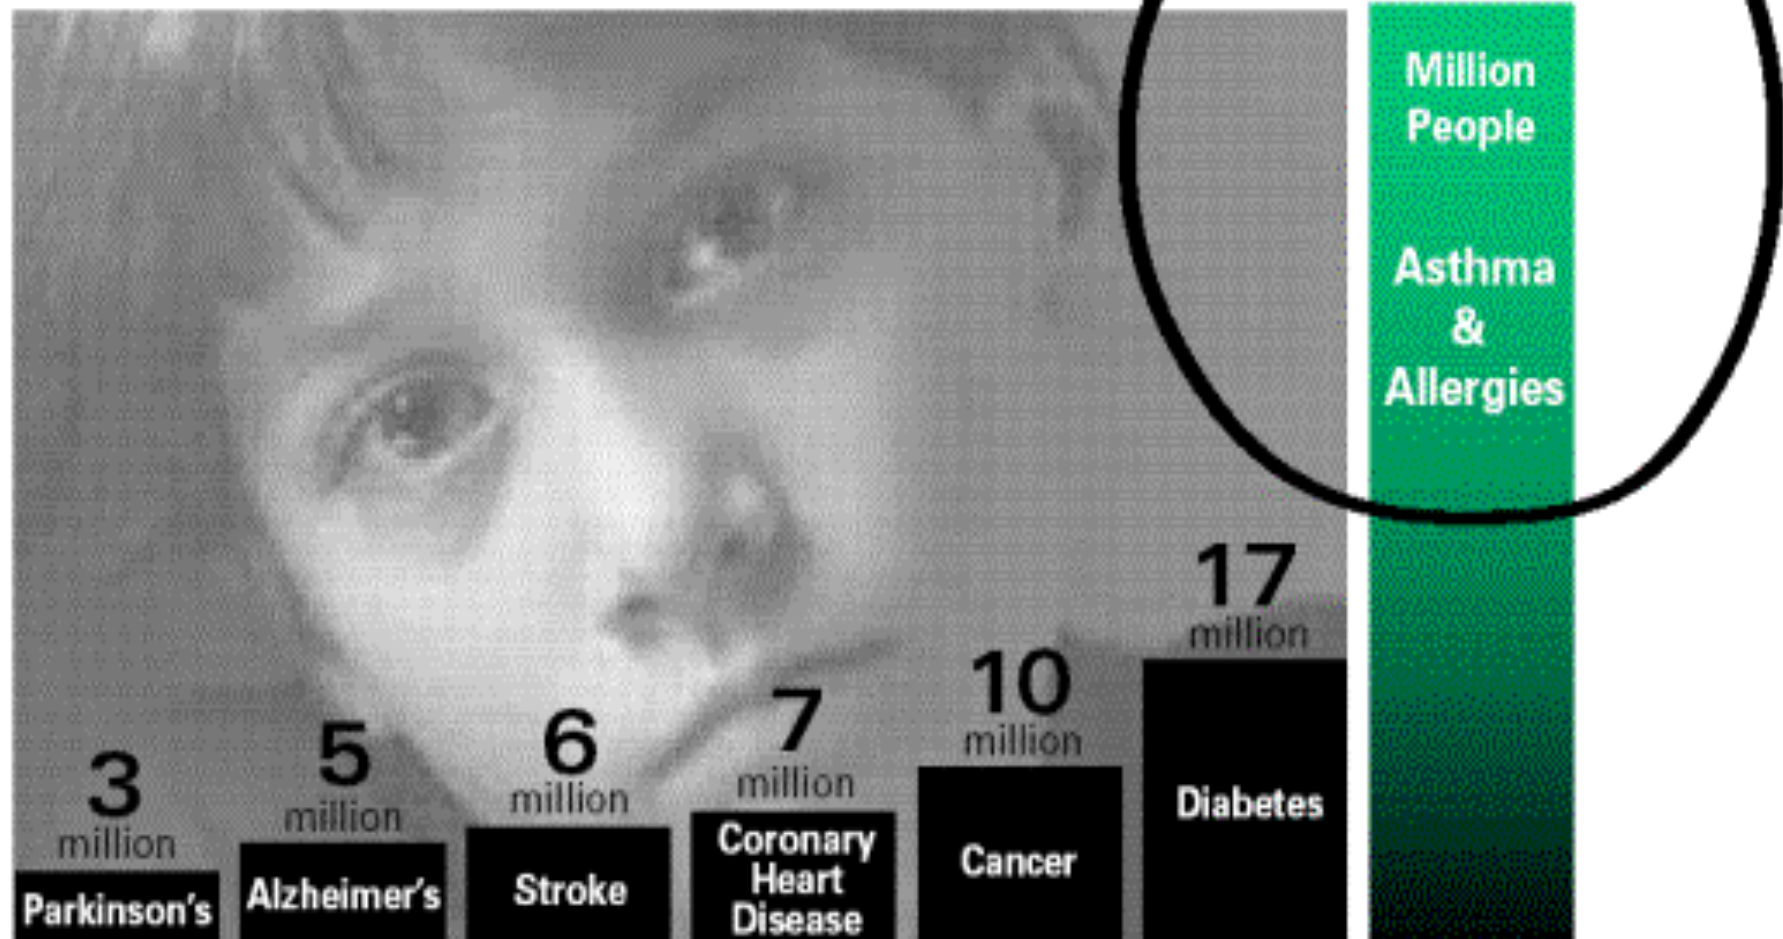 Million
People
Asthma
&
Allergies
3
million
Parkinson's
5
million
Alzheimer's
6
million
Stroke
7
million
Coronary
Heart
Disease
10
million
Cancer
17
million
Diabetes